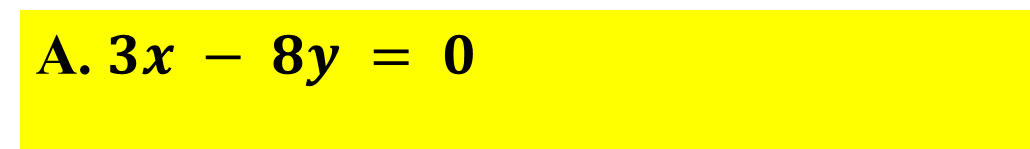 A. 3x − 8y = 0